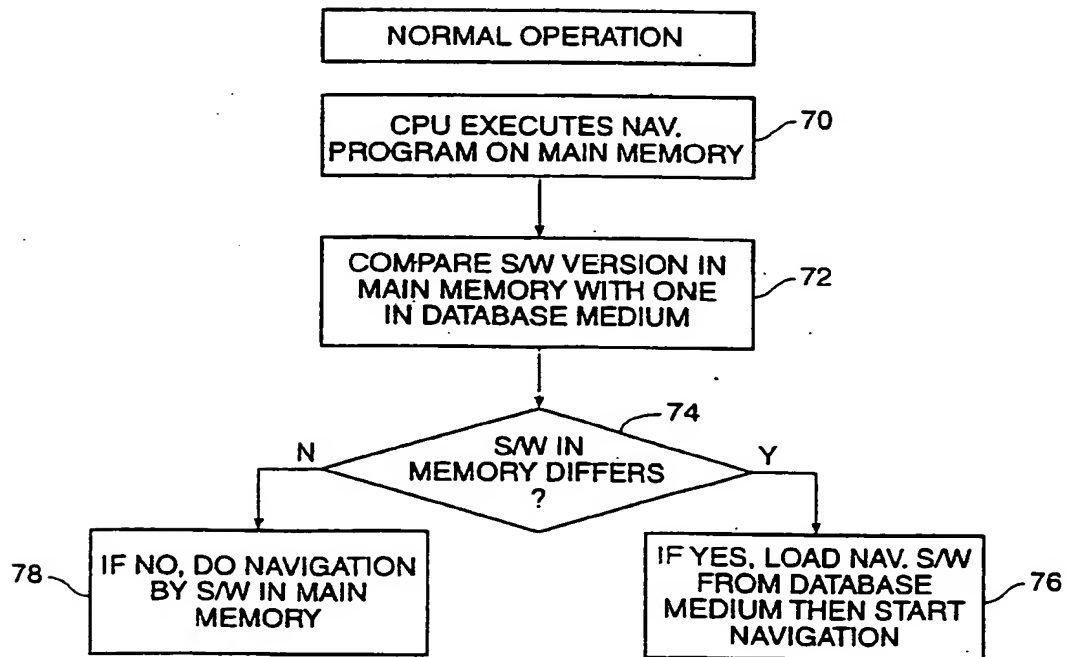 NORMAL OPERATION
CPU EXECUTES NAV.
PROGRAM ON MAIN MEMORY
70
COMPARE S/W VERSION IN
MAIN MEMORY WITH ONE
IN DATABASE MEDIUM
72
74
N
S/W IN
MEMORY DIFFERS
?
Y
78
IF NO, DO NAVIGATION
BY S/W IN MAIN
MEMORY
IF YES, LOAD NAV. S/W
FROM DATABASE
MEDIUM THEN START
NAVIGATION
76